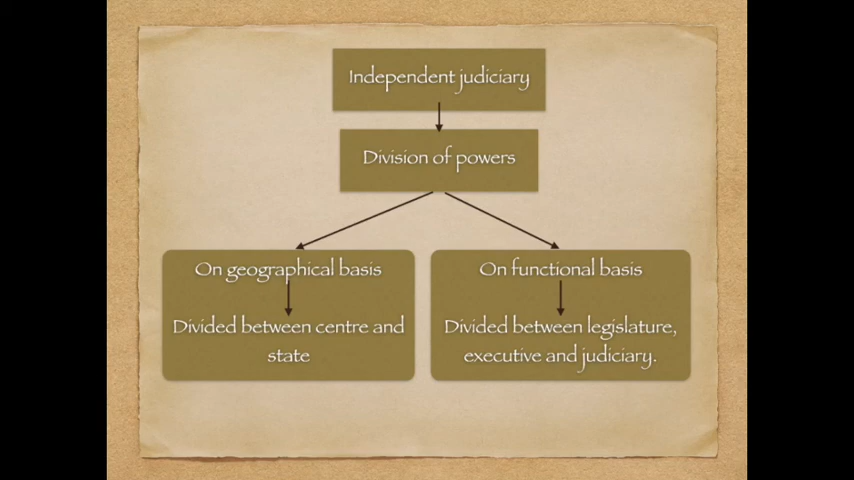 Independent judiciary
Division of powers
On geographical basis
Divided between centre and
state
On functional basis
Divided between legislature,
executive and judiciary.